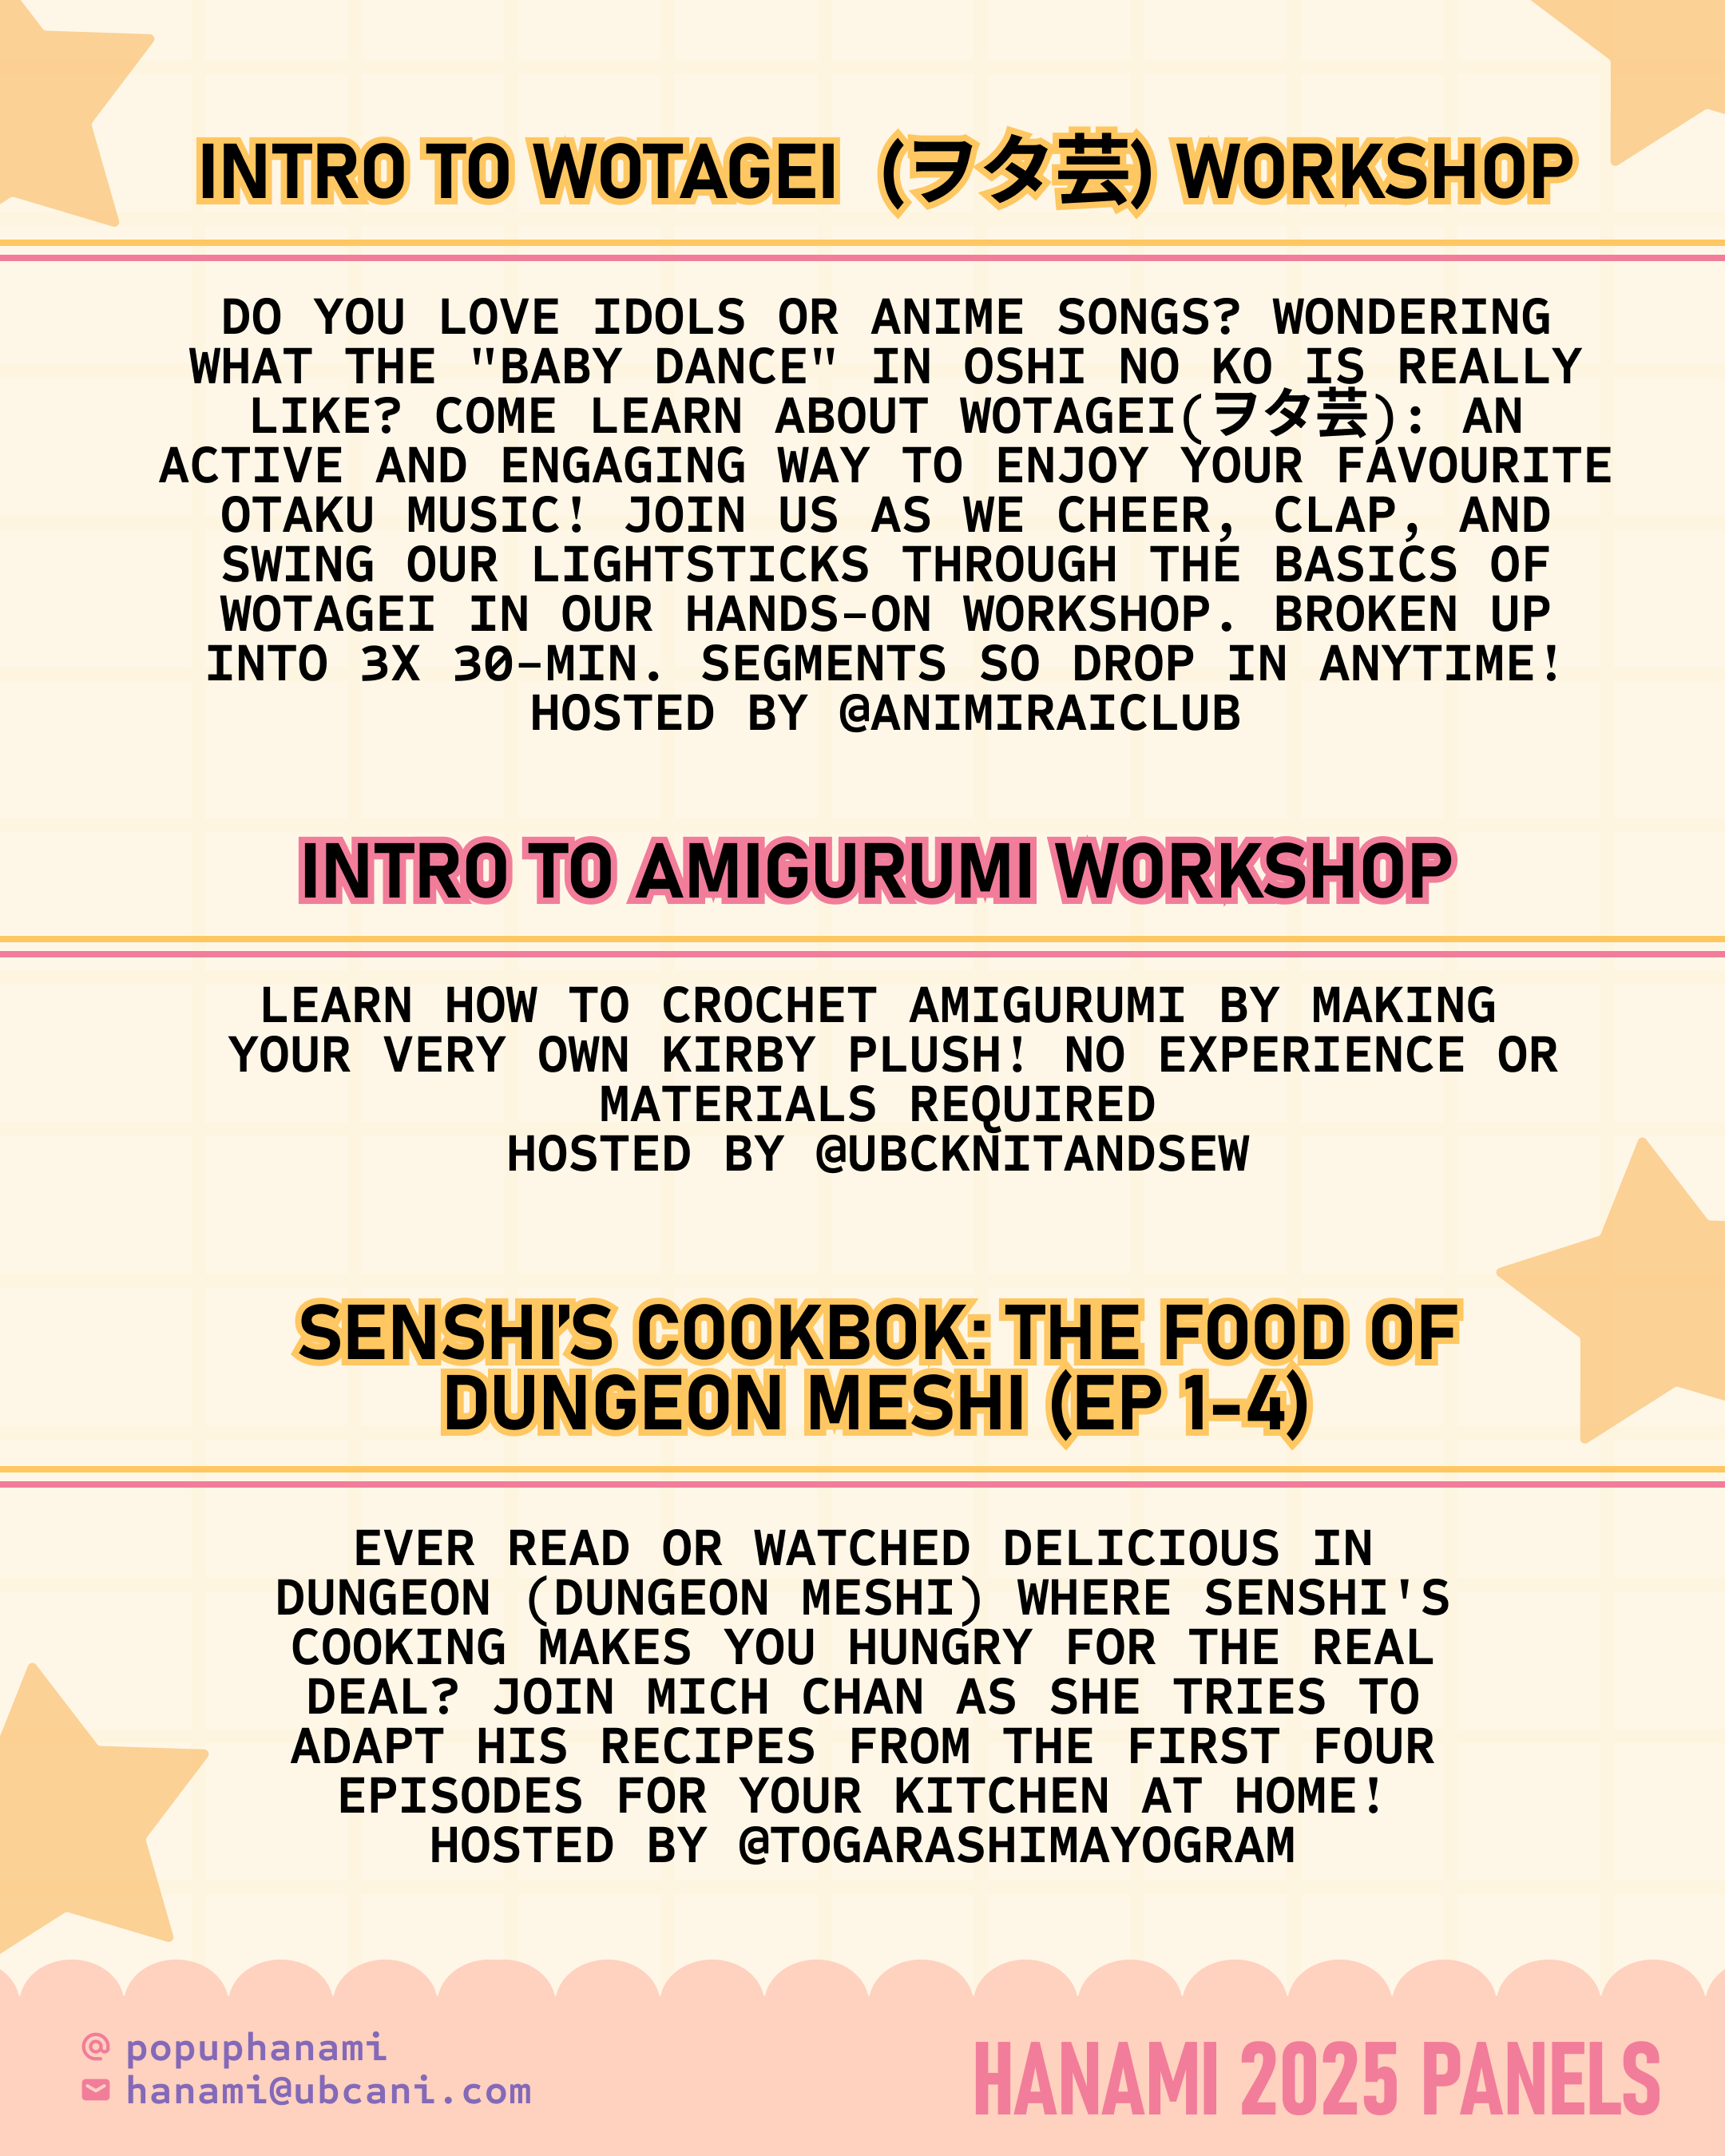 INTRO TO WOTAGEI (ヲタ芸) WORKSHOP
DO YOU LOVE IDOLS OR ANIME SONGS? WONDERING
WHAT THE "BABY DANCE" IN OSHI NO KO IS REALLY
LIKE? COME LEARN ABOUT WOTAGEI(ヲタ芸): AN
ACTIVE AND ENGAGING WAY TO ENJOY YOUR FAVOURITE
OTAKU MUSIC! JOIN US AS WE CHEER, CLAP, AND
SWING OUR LIGHTSTICKS THROUGH THE BASICS OF
WOTAGEI IN OUR HANDS-ON WORKSHOP. BROKEN UP
INTO 3X 30-MIN. SEGMENTS SO DROP IN ANYTIME!
HOSTED BY @ANIMIRAICLUB
INTRO TO AMIGURUMI WORKSHOP
LEARN HOW TO CROCHET AMIGURUMI BY MAKING
YOUR VERY OWN KIRBY PLUSH! NO EXPERIENCE OR
MATERIALS REQUIRED
HOSTED BY @UBCKNITANDSEW
SENSHI'S COOKBOK: THE FOOD OF
DUNGEON MESHI (EP 1-4)
EVER READ OR WATCHED DELICIOUS IN
DUNGEON (DUNGEON MESHI) WHERE SENSHI'S
COOKING MAKES YOU HUNGRY FOR THE REAL
DEAL? JOIN MICH CHAN AS SHE TRIES TO
ADAPT HIS RECIPES FROM THE FIRST FOUR
EPISODES FOR YOUR KITCHEN AT HOME!
HOSTED BY @TOGARASHIMAYOGRAM
@ popuphanami
hanami@ubcani.com
HANAMI 2025 PANELS